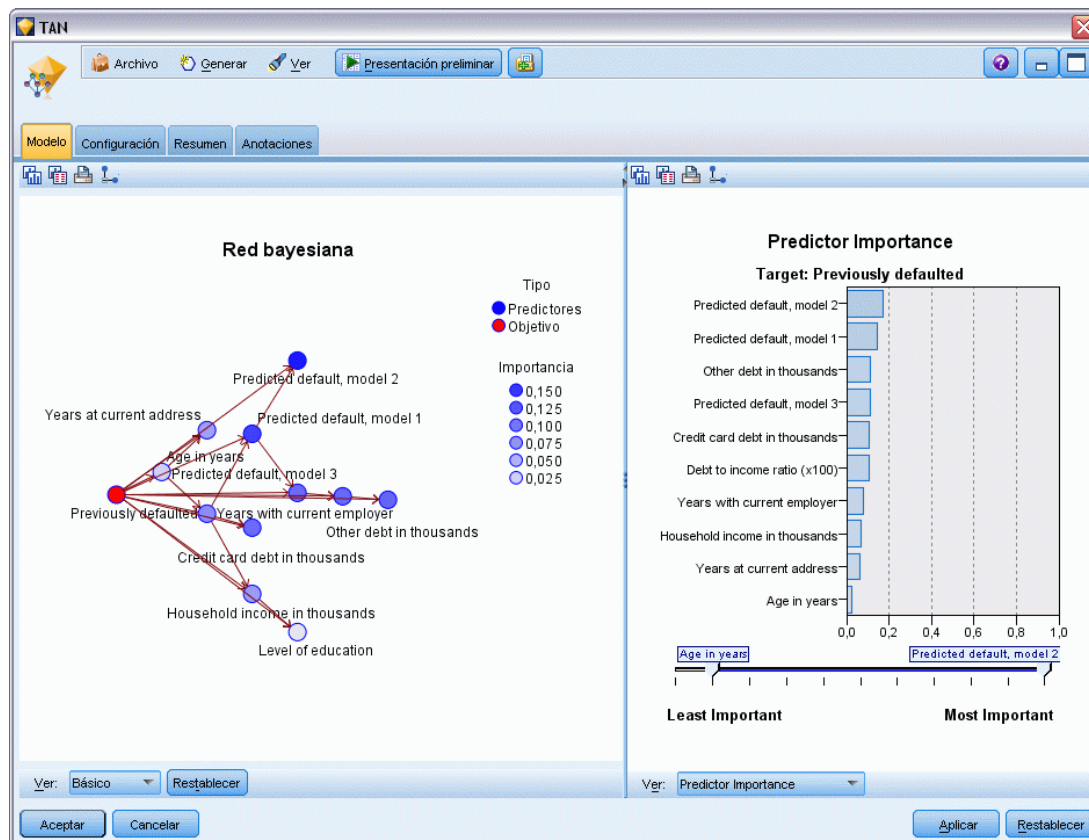 TAN
Archivo Generar Ver Presentación preliminar
Modelo Configuración Resumen Anotaciones
Red bayesiana
Tipo
Predictores
Objetivo
Importancia
0,150
0,125
0,100
0,075
0,050
0,025
Predicted default, model 2
Years at current address
Predicted default, model 1
Age in years
Predicted default, model 3
Previously defaulted
Years with current employer
Other debt in thousands
Credit card debt in thousands
Household income in thousands
Level of education
Ver: Básico Restablecer
Predictor Importance
Target: Previously defaulted
Predicted default, model 2
Predicted default, model 1
Other debt in thousands
Predicted default, model 3
Credit card debt in thousands
Debt to income ratio (x100)
Years with current employer
Household income in thousands
Years at current address
Age in years
0,0 0,2 0,4 0,6 0,8 1,0
Age in years Predicted default, model 2
Least Important Most Important
Ver: Predictor Importance
Aceptar Cancelar Aplicar Restablecer